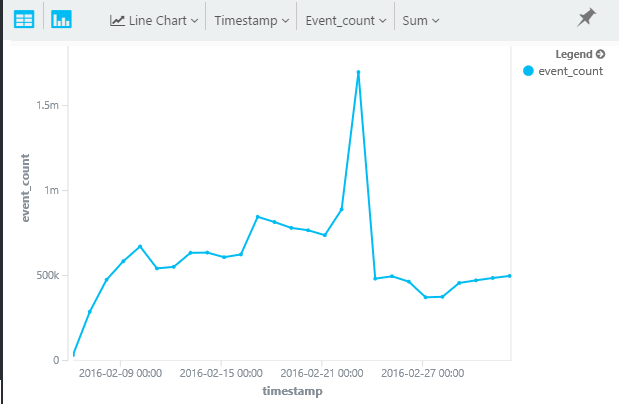 Line Chart Timestamp Event_count Sum
Legend
event_count
1.5m
1m
500k
0
event_count
2016-02-09 00:00 2016-02-15 00:00 2016-02-21 00:00 2016-02-27 00:00
timestamp